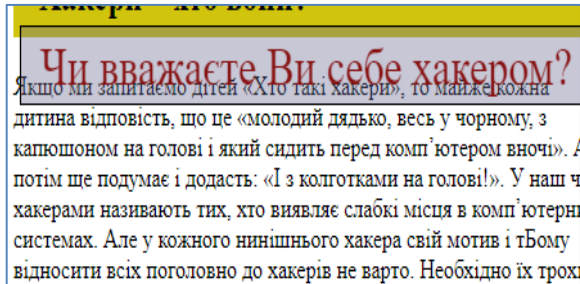 Хакери – хто вони?
Чи вважаєте Ви себе хакером?
Якщо ми запитаємо дітей «Хто такі хакери», то майже кожна
дитина відповість, що це «молодий дядько, весь у чорному, з
капюшоном на голові і який сидить перед комп’ютером вночі». А
потім ще подумає і додасть: «І з колготками на голові!». У наш
хакерами називають тих, хто виявляє слабкі місця в
системах. Але у кожного нинішнього хакера свій мотив і тБому
відносити всіх поголовно до хакерів не варто. Необхідно їх